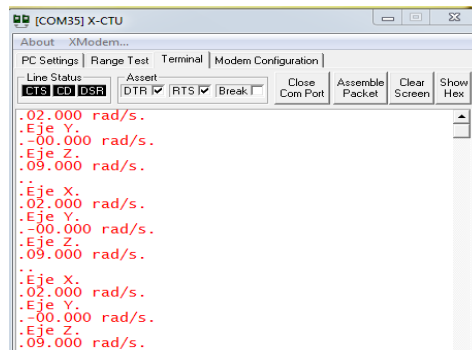 [COM35] X-CTU
About XModem...
PC Settings Range Test Terminal Modem Configuration
Line Status
CTS CD DSR
Assert
DTR RTS Break
Close Com Port
Assemble Packet
Clear Screen
Show Hex
.02.000 rad/s.
.Eje Y.
.-00.000 rad/s.
.Eje Z.
.09.000 rad/s.
..
.Eje X.
.02.000 rad/s.
.Eje Y.
.-00.000 rad/s.
.Eje Z.
.09.000 rad/s.
..
.Eje X.
.02.000 rad/s.
.Eje Y.
.-00.000 rad/s.
.Eje Z.
.09.000 rad/s.